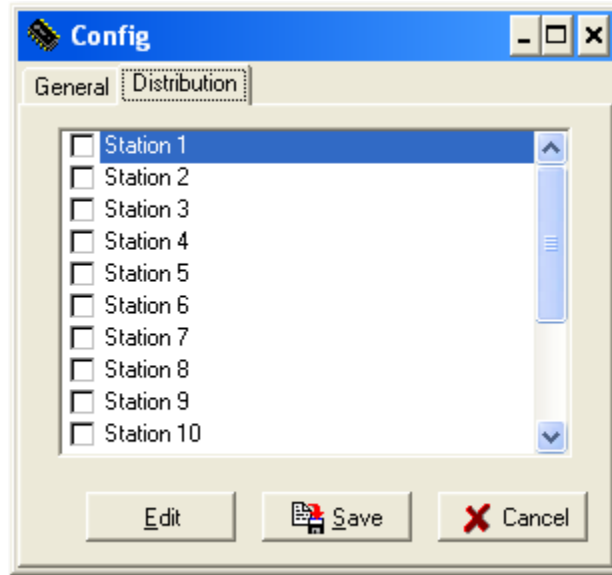 Config
General Distribution
Station 1
Station 2
Station 3
Station 4
Station 5
Station 6
Station 7
Station 8
Station 9
Station 10
Edit Save Cancel